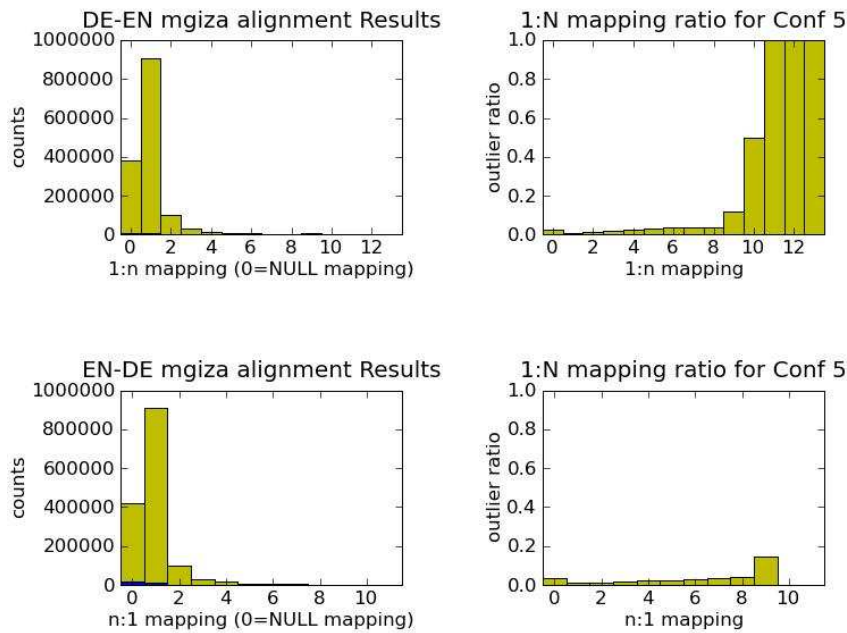 DE-EN mgiza alignment Results
1000000
800000
600000
400000
200000
0
counts
0 2 4 6 8 10 12
1:n mapping (0=NULL mapping)
1:N mapping ratio for Conf 5
1.0
0.8
0.6
0.4
0.2
0.0
outlier ratio
0 2 4 6 8 10 12
1:n mapping
EN-DE mgiza alignment Results
1000000
800000
600000
400000
200000
0
counts
0 2 4 6 8 10
n:1 mapping (0=NULL mapping)
1:N mapping ratio for Conf 5
1.0
0.8
0.6
0.4
0.2
0.0
outlier ratio
0 2 4 6 8 10
n:1 mapping